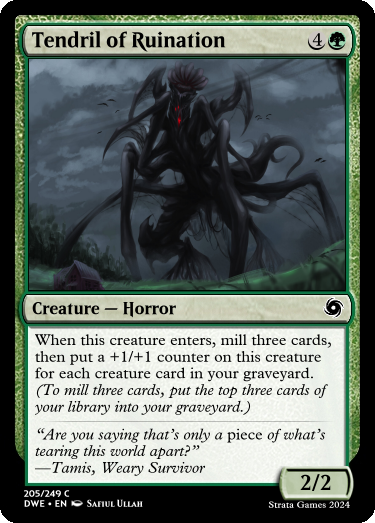 Tendril of Ruination 4
Creature — Horror
When this creature enters, mill three cards,
then put a +1/+1 counter on this creature
for each creature card in your graveyard.
(To mill three cards, put the top three cards of
your library into your graveyard.)
“Are you saying that’s only a piece of what’s
tearing this world apart?”
—Tamis, Weary Survivor
2/2
205/249 C
DWE • EN Safiul Ullah
Strata Games 2024